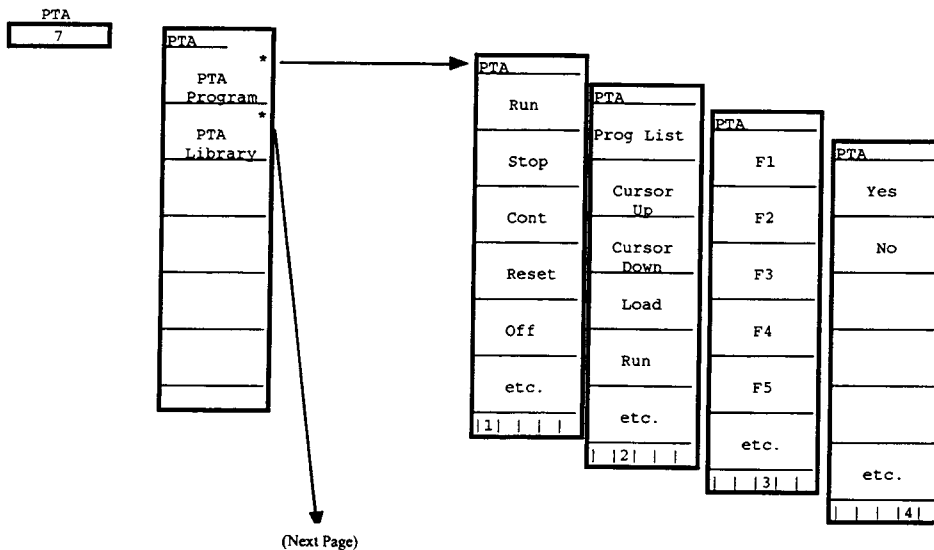 PTA
7
PTA
*
PTA
Program
*
PTA
Library
PTA
Run
Stop
Cont
Reset
Off
etc.
|1| | | |
PTA
Prog List
Cursor
Up
Cursor
Down
Load
Run
etc.
| |2| | |
PTA
F1
F2
F3
F4
F5
etc.
| | |3| |
PTA
Yes
No
etc.
| | | |4|
(Next Page)